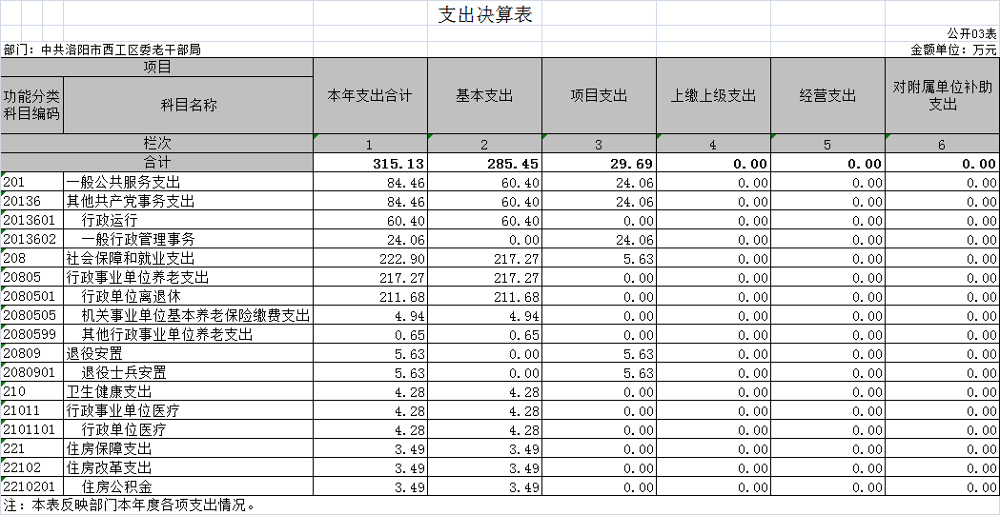 支出决算表
公开03表
部门：中共洛阳市西工区委老干部局 金额单位：万元
项目 本年支出合计 基本支出 项目支出 上缴上级支出 经营支出 对附属单位补助支出
功能分类科目编码 科目名称
栏次 1 2 3 4 5 6
合计 315.13 285.45 29.69 0.00 0.00 0.00
201 一般公共服务支出 84.46 60.40 24.06 0.00 0.00 0.00
20136 其他共产党事务支出 84.46 60.40 24.06 0.00 0.00 0.00
2013601 行政运行 60.40 60.40 0.00 0.00 0.00 0.00
2013602 一般行政管理事务 24.06 0.00 24.06 0.00 0.00 0.00
208 社会保障和就业支出 222.90 217.27 5.63 0.00 0.00 0.00
20805 行政事业单位养老支出 217.27 217.27 0.00 0.00 0.00 0.00
2080501 行政单位离退休 211.68 211.68 0.00 0.00 0.00 0.00
2080505 机关事业单位基本养老保险缴费支出 4.94 4.94 0.00 0.00 0.00 0.00
2080599 其他行政事业单位养老支出 0.65 0.65 0.00 0.00 0.00 0.00
20809 退役安置 5.63 0.00 5.63 0.00 0.00 0.00
2080901 退役士兵安置 5.63 0.00 5.63 0.00 0.00 0.00
210 卫生健康支出 4.28 4.28 0.00 0.00 0.00 0.00
21011 行政事业单位医疗 4.28 4.28 0.00 0.00 0.00 0.00
2101101 行政单位医疗 4.28 4.28 0.00 0.00 0.00 0.00
221 住房保障支出 3.49 3.49 0.00 0.00 0.00 0.00
22102 住房改革支出 3.49 3.49 0.00 0.00 0.00 0.00
2210201 住房公积金 3.49 3.49 0.00 0.00 0.00 0.00
注：本表反映部门本年度各项支出情况。